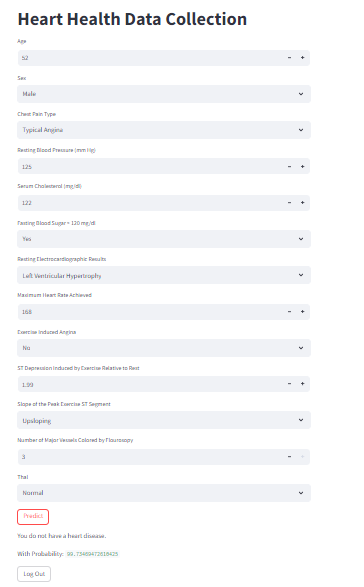 Heart Health Data Collection
Age
52
Sex
Male
Chest Pain Type
Typical Angina
Resting Blood Pressure (mm Hg)
125
Serum Cholesterol (mg/dl)
122
Fasting Blood Sugar > 120 mg/dl
Yes
Resting Electrocardiographic Results
Left Ventricular Hypertrophy
Maximum Heart Rate Achieved
168
Exercise Induced Angina
No
ST Depression Induced by Exercise Relative to Rest
1.99
Slope of the Peak Exercise ST Segment
Upsloping
Number of Major Vessels Colored by Flourosopy
3
Thal
Normal
Predict
You do not have a heart disease.
With Probability:
Log Out